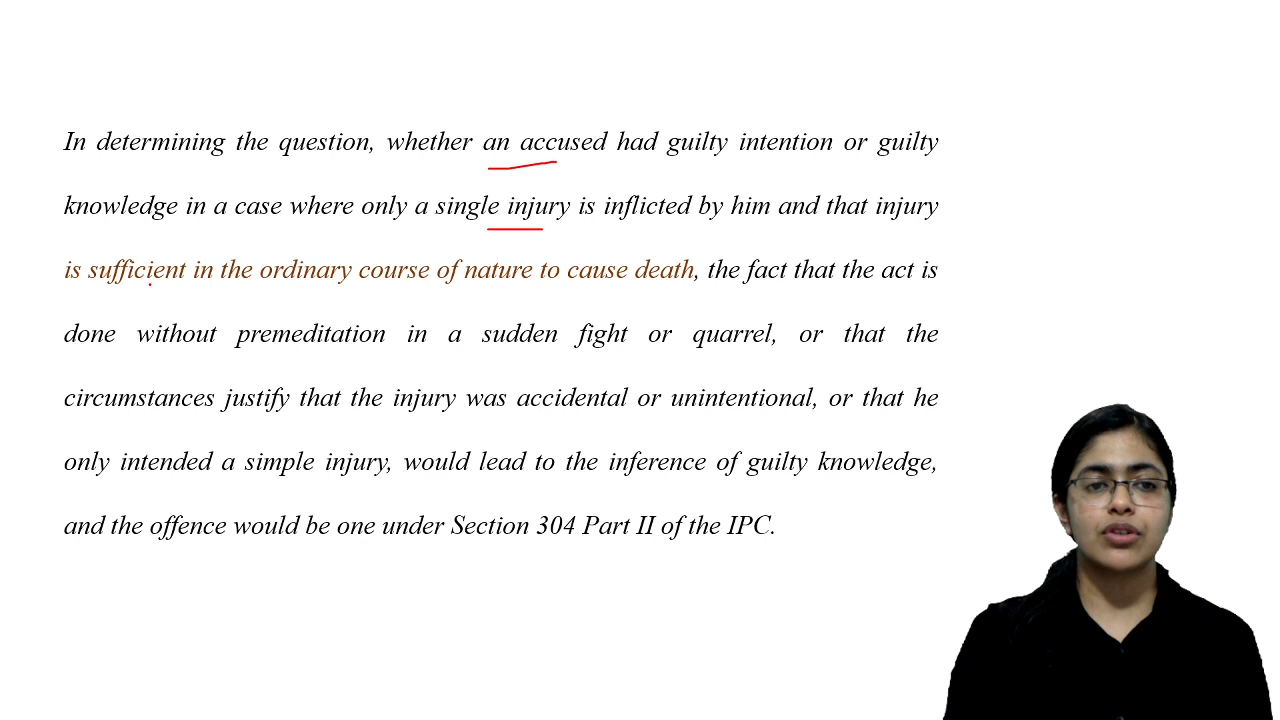 In determining the question, whether an accused had guilty intention or guilty
knowledge in a case where only a single injury is inflicted by him and that injury
is sufficient in the ordinary course of nature to cause death, the fact that the act is
done without premeditation in a sudden fight or quarrel, or that the
circumstances justify that the injury was accidental or unintentional, or that he
only intended a simple injury, would lead to the inference of guilty knowledge,
and the offence would be one under Section 304 Part II of the IPC.